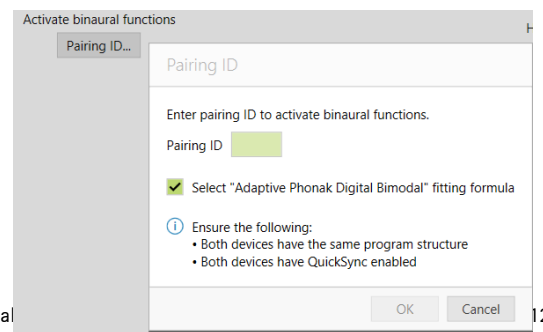 Activate binaural functions
Pairing ID...
Pairing ID
Enter pairing ID to activate binaural functions.
Pairing ID
Select "Adaptive Phonak Digital Bimodal" fitting formula
Ensure the following:
• Both devices have the same program structure
• Both devices have QuickSync enabled
OK Cancel